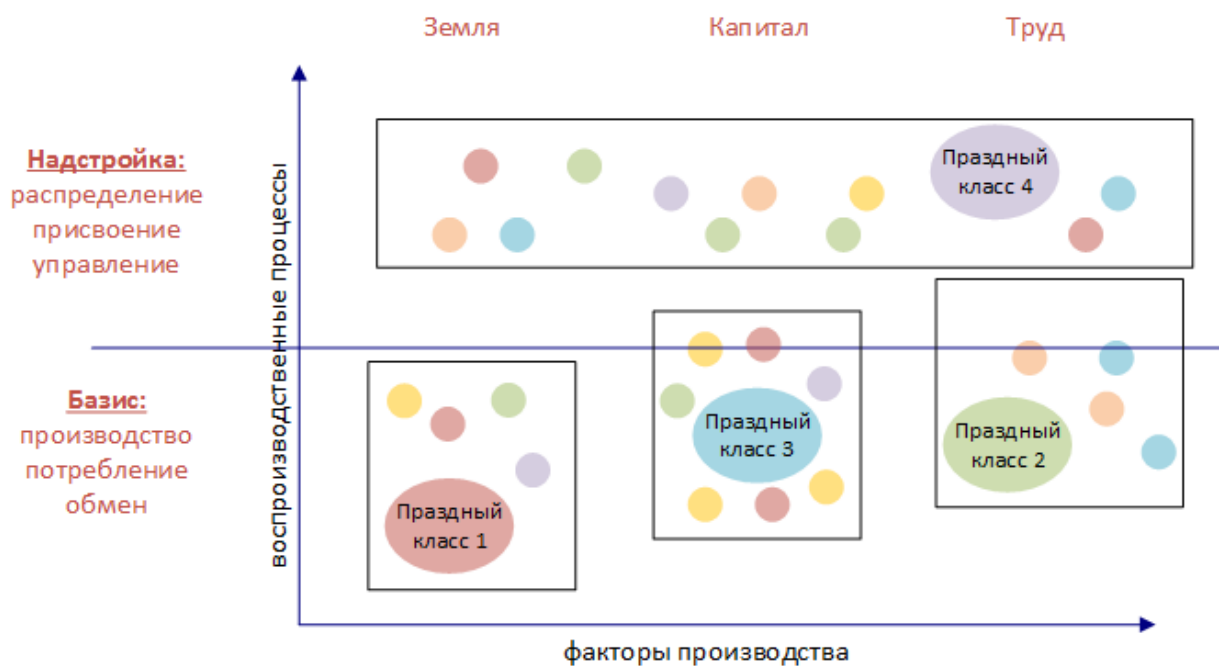 Земля
Капитал
Труд
Надстройка:
распределение
присвоение
управление
Базис:
производство
потребление
обмен
воспроизводственные процессы
Праздный
класс 4
Праздный
класс 3
Праздный
класс 2
Праздный
класс 1
факторы производства